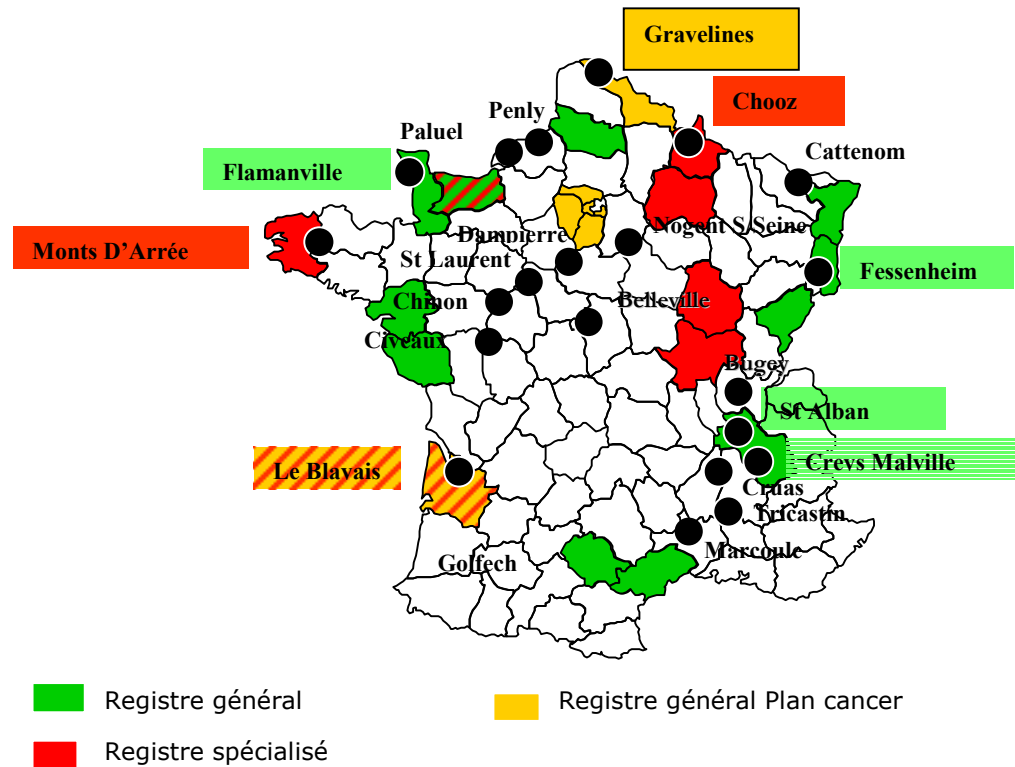 Gravelines
Chooz
Penly
Paluel
Cattenom
Flamanville
Nogent S/Seine
Dampierre
Monts D’Arrée
St Laurent
Fessenheim
Chinon
Belleville
Civeaux
Bugey
St Alban
Le Blayais
Creys Malville
Cruas
Tricastin
Marcoule
Golfech
Registre général
Registre général Plan cancer
Registre spécialisé